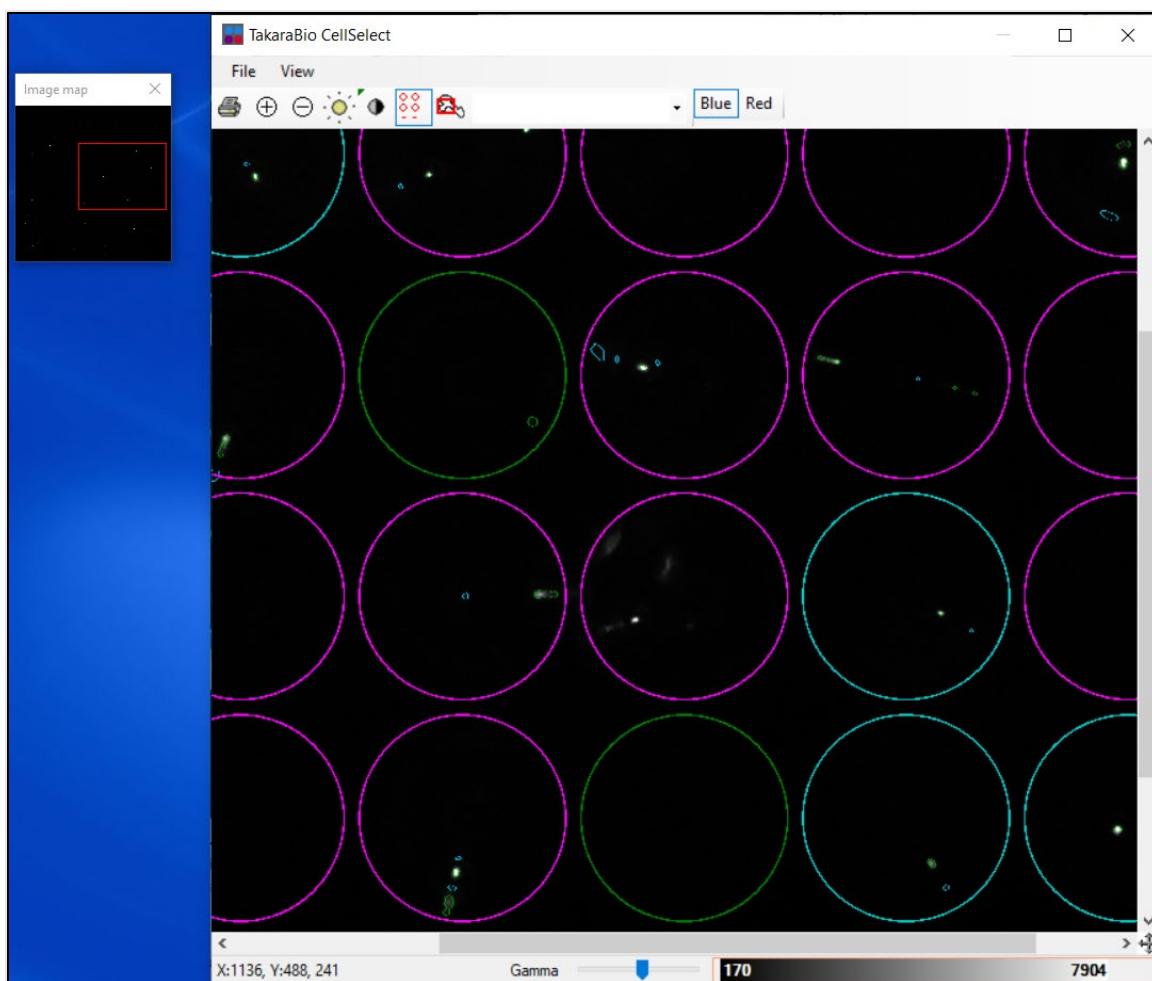 TakaraBio CellSelect
Image map
File View
Blue Red
X:1136, Y:488, 241
Gamma
170
7904